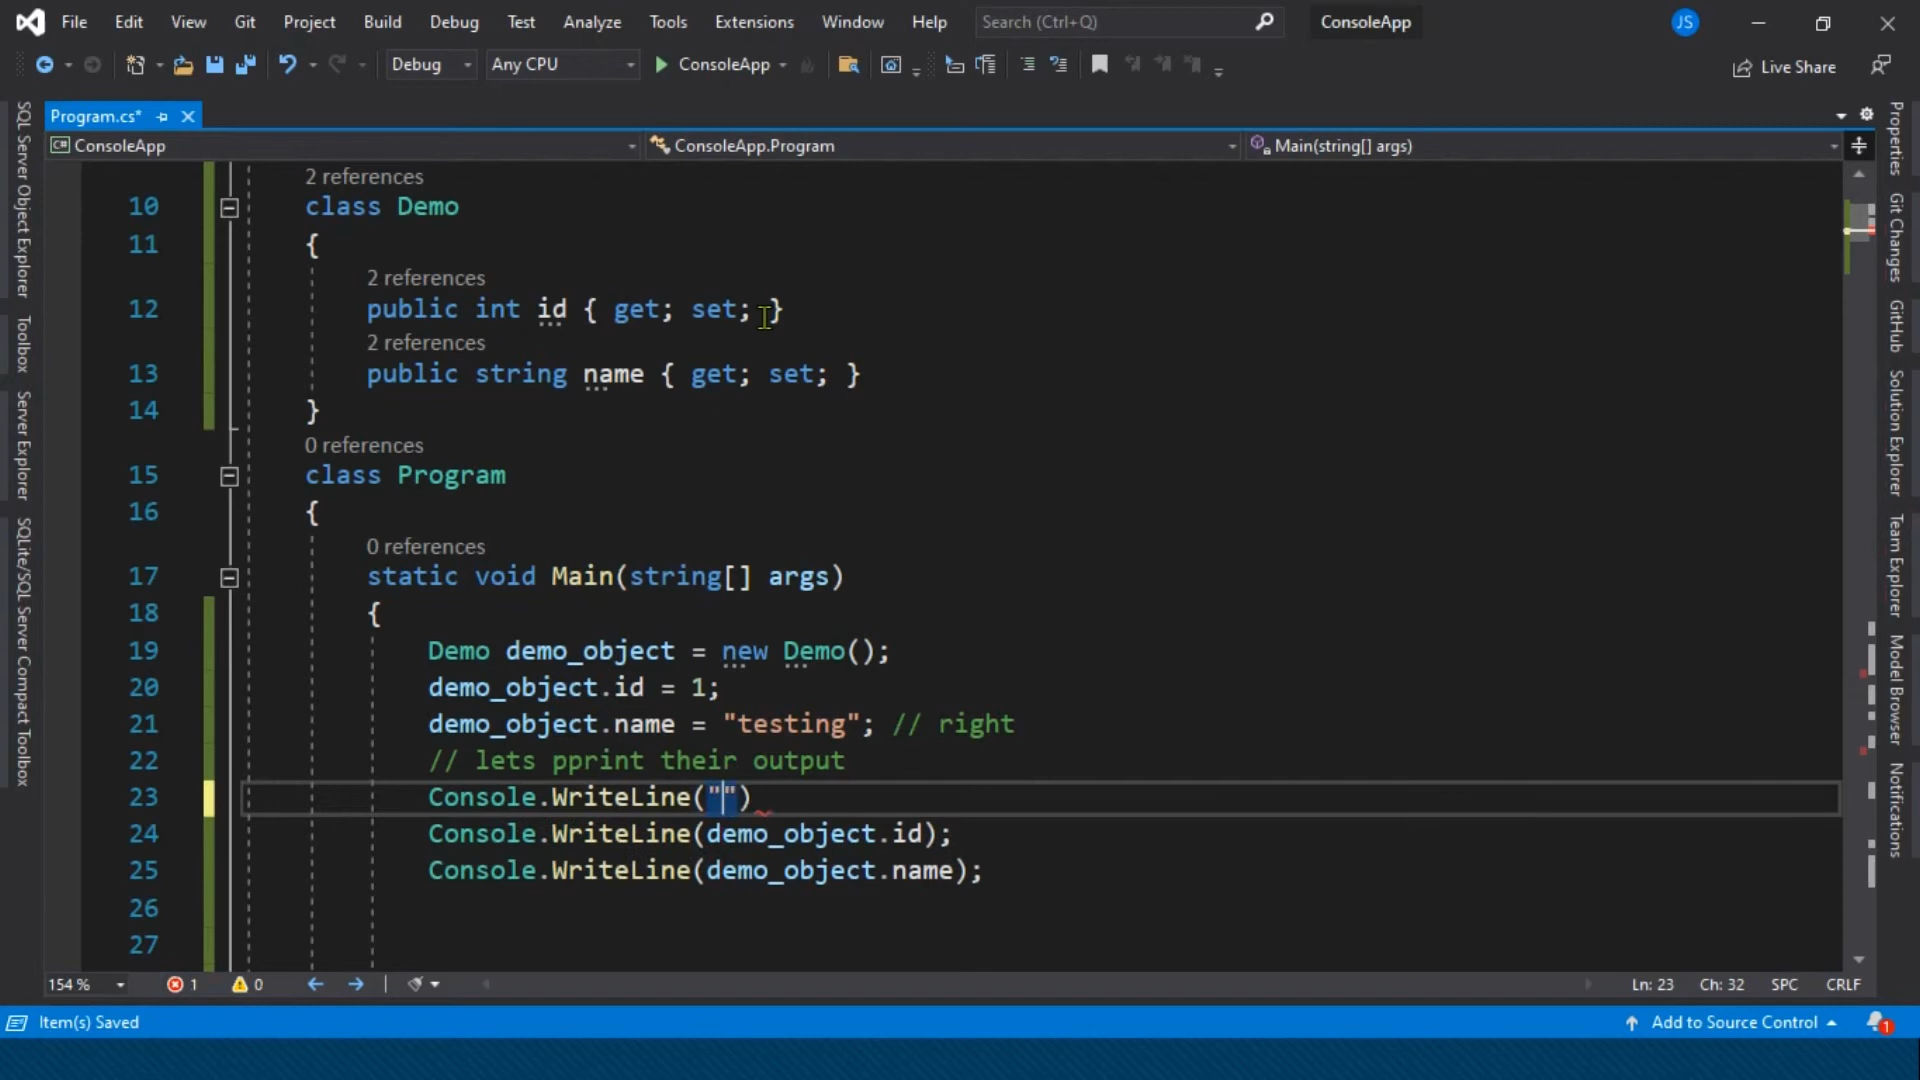 File Edit View Git Project Build Debug Test Analyze Tools Extensions Window Help Search (Ctrl+Q) ConsoleApp JS
Debug Any CPU ConsoleApp Live Share
Program.cs*
C# ConsoleApp ConsoleApp.Program Main(string[] args)
2 references
10 class Demo
11 {
2 references
12 public int id { get; set; }
2 references
13 public string name { get; set; }
14 }
0 references
15 class Program
16 {
0 references
17 static void Main(string[] args)
18 {
19 Demo demo_object = new Demo();
20 demo_object.id = 1;
21 demo_object.name = "testing"; // right
22 // lets pprint their output
23 Console.WriteLine("")
24 Console.WriteLine(demo_object.id);
25 Console.WriteLine(demo_object.name);
26
27
154 % 1 0 Ln: 23 Ch: 32 SPC CRLF
Item(s) Saved Add to Source Control 1
SQL Server Object Explorer
Toolbox
Server Explorer
SQLite/SQL Server Compact Toolbox
Properties
Git Changes
GitHub
Solution Explorer
Team Explorer
Model Browser
Notifications